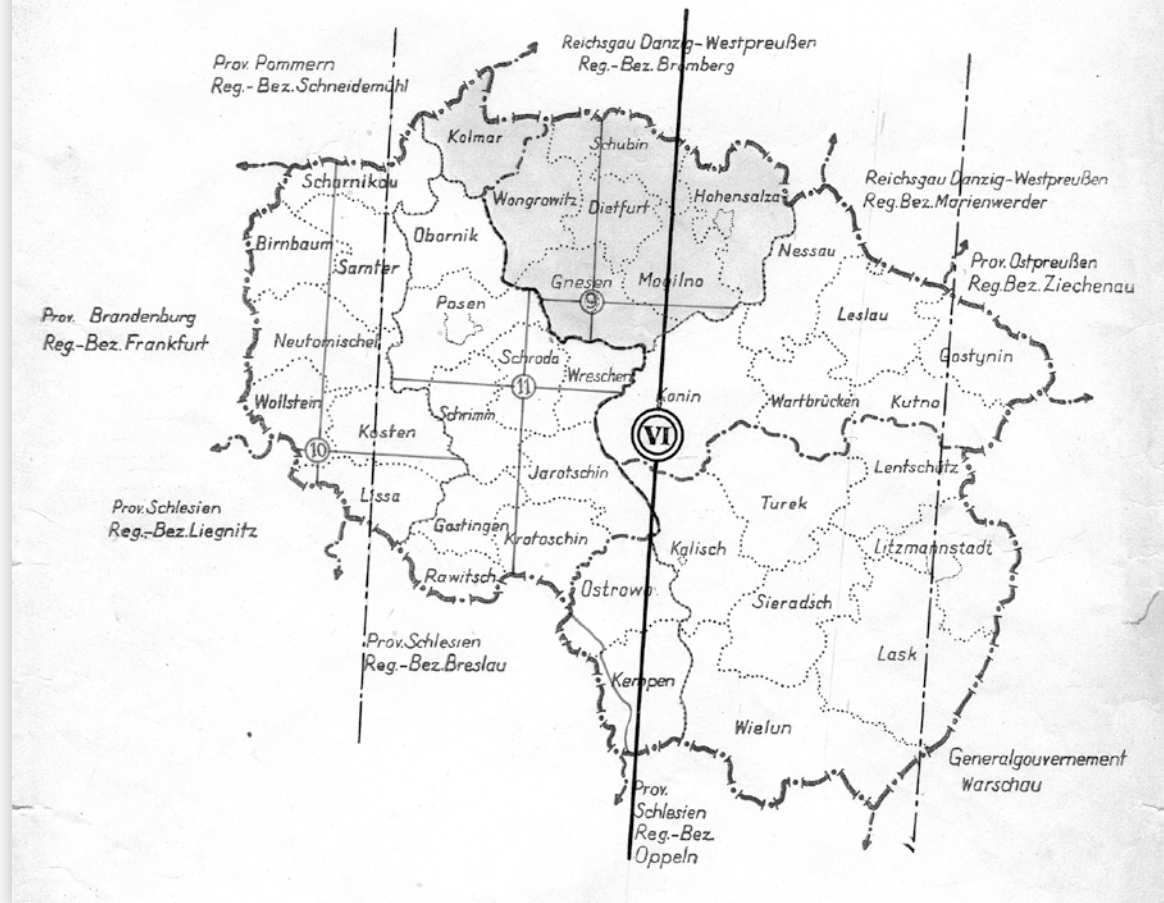 Prov. Pommern
Reg.-Bez. Schneidemühl
Reichsgau Danzig-Westpreußen
Reg.-Bez. Bromberg
Kolmar
Schubin
Scharnikau
Reichsgau Danzig-Westpreußen
Reg.Bez. Marienwerder
Wongrowitz
Dietfurt
Hohensalza
Birnbaum
Obornik
Nessau
Samter
Prov. Ostpreußen
Reg.Bez. Ziechenau
Gnesen
Mogilno
9
Posen
Leslau
Prov. Brandenburg
Reg.-Bez. Frankfurt
Neutomischel
Schroda
Gostynin
Wreschen
11
Wollstein
Schrimm
Konin
Wartbrücken
Kutno
VI
Kosten
10
Lentschütz
Jarotschin
Lissa
Turek
Prov. Schlesien
Reg.-Bez. Liegnitz
Gostingen
Krotoschin
Kalisch
Litzmannstadt
Rawitsch
Ostrowo
Sieradsch
Prov. Schlesien
Reg.-Bez. Breslau
Lask
Kempen
Wielun
Generalgouvernement
Warschau
Prov.
Schlesien
Reg.-Bez.
Oppeln